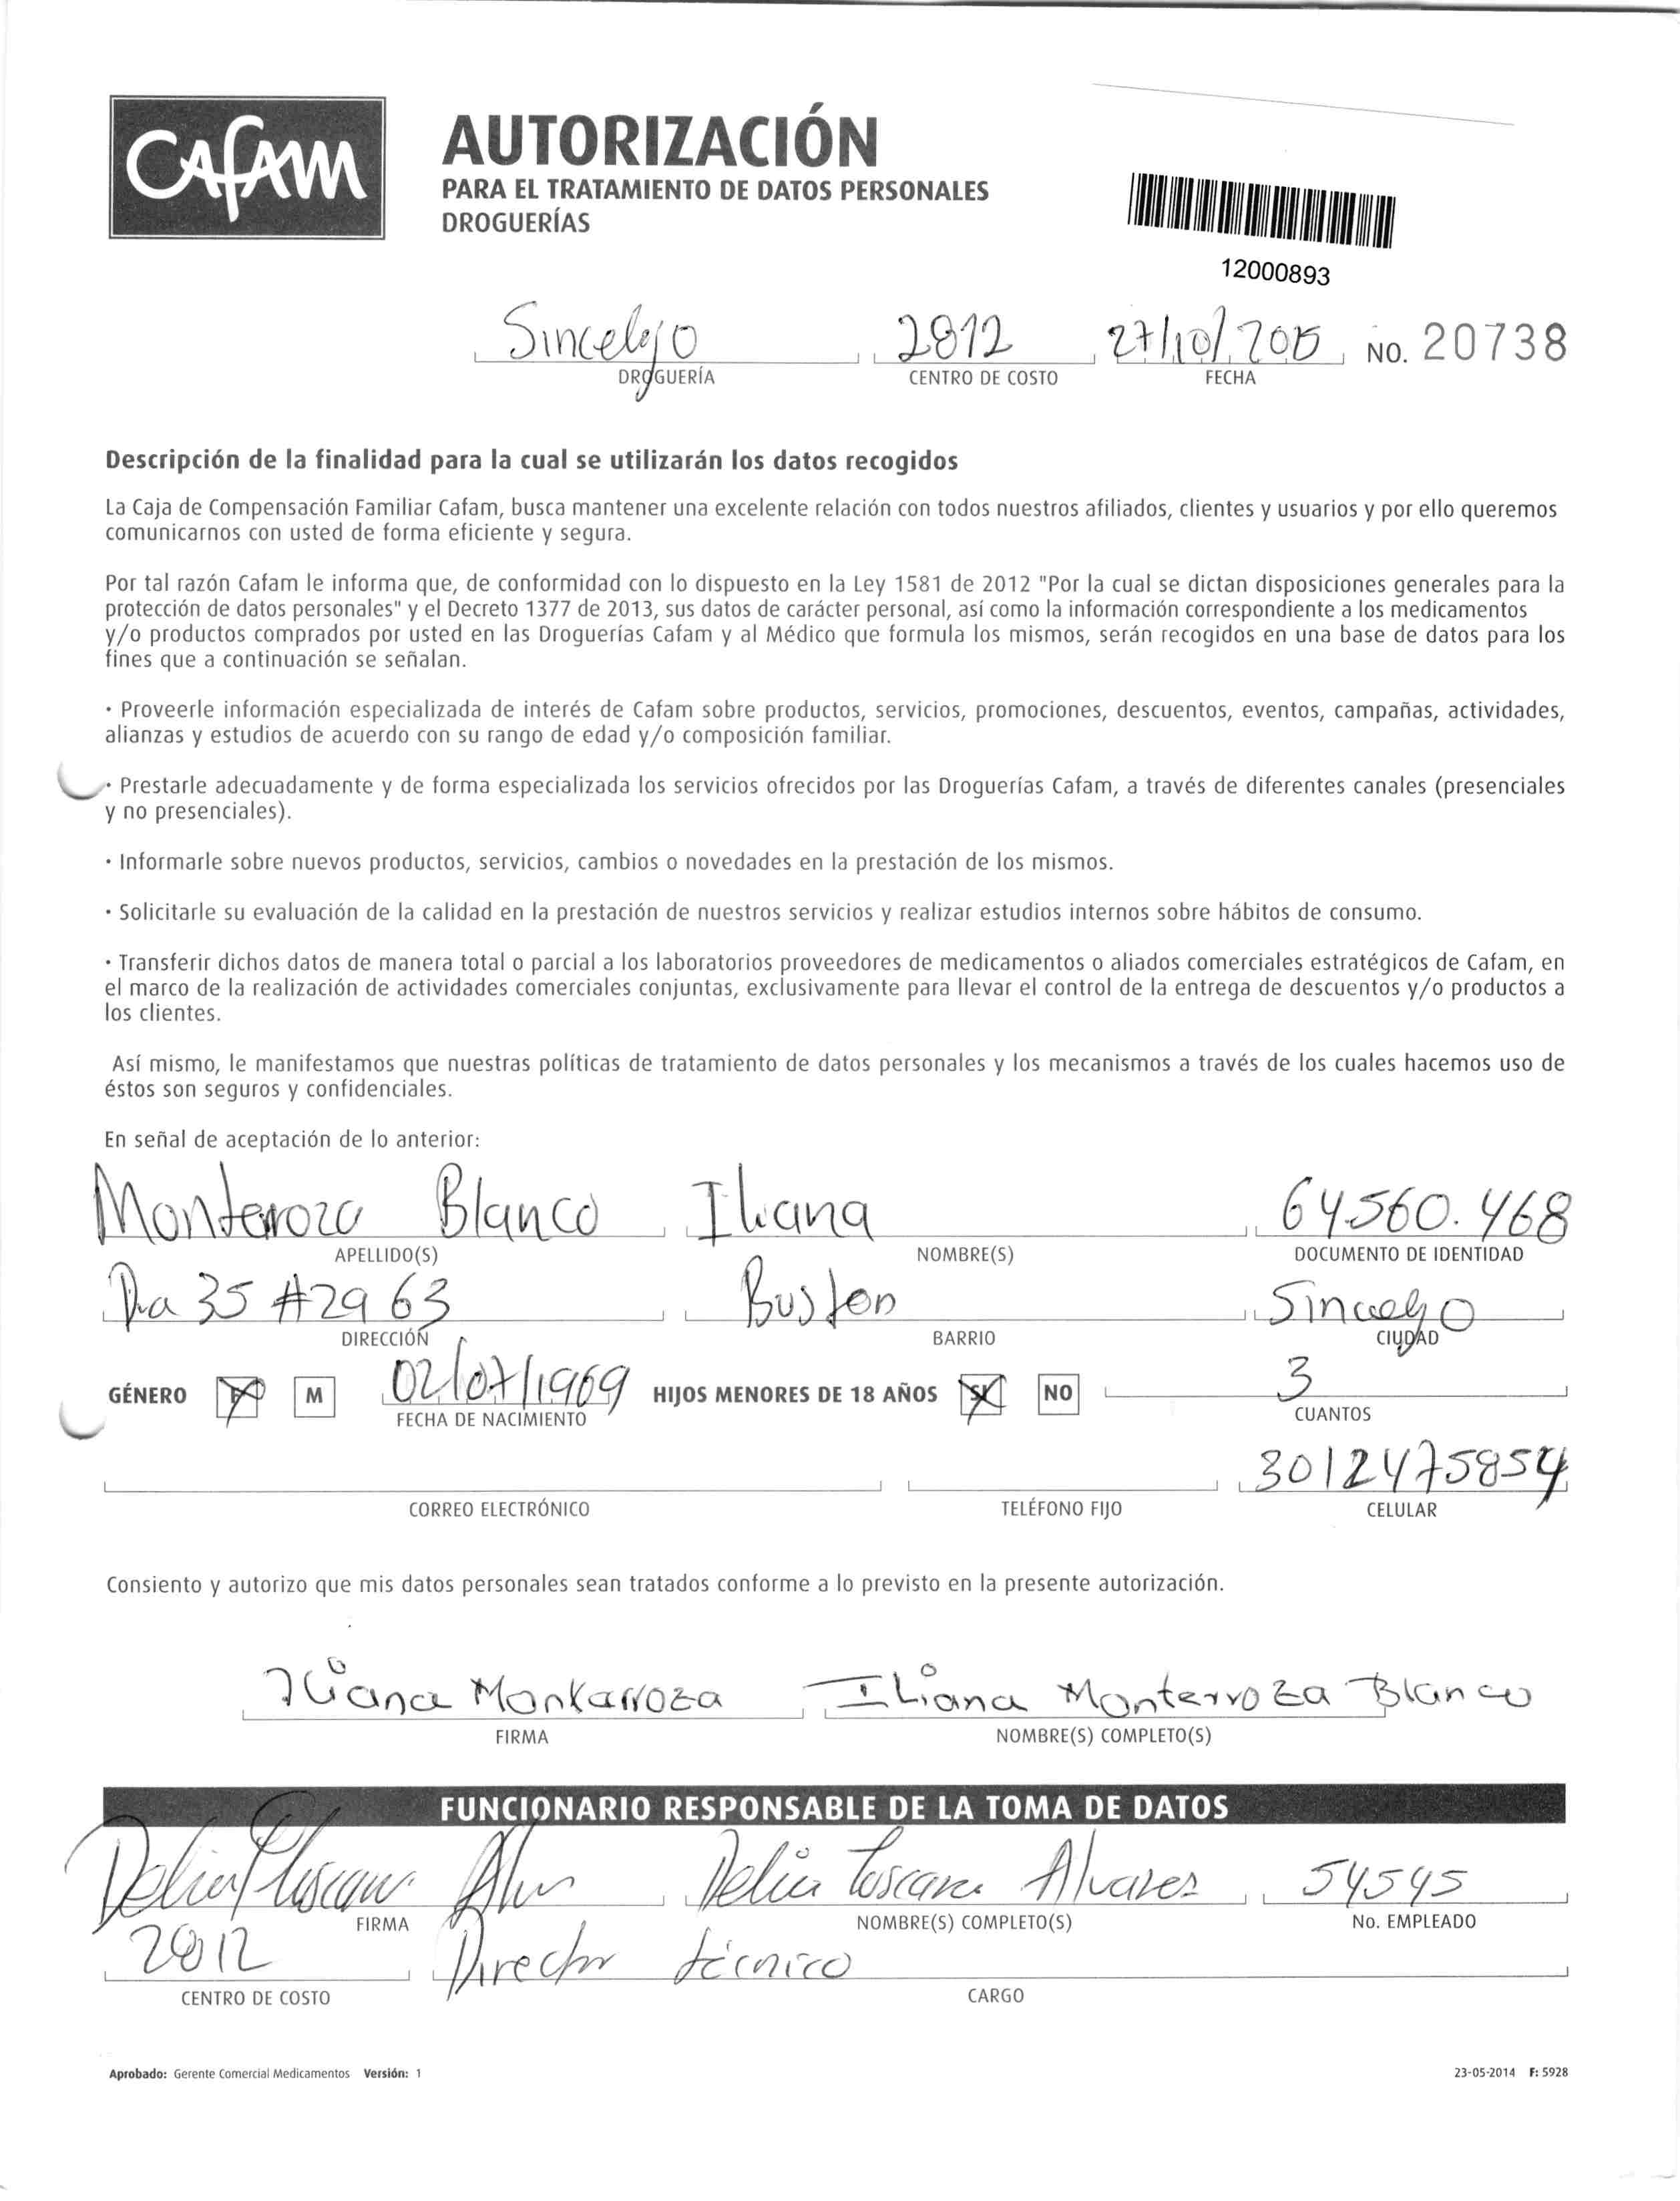 CAFAM
AUTORIZACIÓN
PARA EL TRATAMIENTO DE DATOS PERSONALES
DROGUERÍAS
12000893
Sincelejo 2812 27/10/2015 No. 20738
DROGUERÍA CENTRO DE COSTO FECHA
Descripción de la finalidad para la cual se utilizarán los datos recogidos
La Caja de Compensación Familiar Cafam, busca mantener una excelente relación con todos nuestros afiliados, clientes y usuarios y por ello queremos
comunicarnos con usted de forma eficiente y segura.
Por tal razón Cafam le informa que, de conformidad con lo dispuesto en la Ley 1581 de 2012 "Por la cual se dictan disposiciones generales para la
protección de datos personales" y el Decreto 1377 de 2013, sus datos de carácter personal, así como la información correspondiente a los medicamentos
y/o productos comprados por usted en las Droguerías Cafam y al Médico que formula los mismos, serán recogidos en una base de datos para los
fines que a continuación se señalan.
· Proveerle información especializada de interés de Cafam sobre productos, servicios, promociones, descuentos, eventos, campañas, actividades,
alianzas y estudios de acuerdo con su rango de edad y/o composición familiar.
· Prestarle adecuadamente y de forma especializada los servicios ofrecidos por las Droguerías Cafam, a través de diferentes canales (presenciales
y no presenciales).
· Informarle sobre nuevos productos, servicios, cambios o novedades en la prestación de los mismos.
· Solicitarle su evaluación de la calidad en la prestación de nuestros servicios y realizar estudios internos sobre hábitos de consumo.
· Transferir dichos datos de manera total o parcial a los laboratorios proveedores de medicamentos o aliados comerciales estratégicos de Cafam, en
el marco de la realización de actividades comerciales conjuntas, exclusivamente para llevar el control de la entrega de descuentos y/o productos a
los clientes.
Así mismo, le manifestamos que nuestras políticas de tratamiento de datos personales y los mecanismos a través de los cuales hacemos uso de
éstos son seguros y confidenciales.
En señal de aceptación de lo anterior:
Monterroza Blanco Iliana 64.560.468
APELLIDO(S) NOMBRE(S) DOCUMENTO DE IDENTIDAD
35 #29 63 Boston Sincelejo
DIRECCIÓN BARRIO CIUDAD
GÉNERO F M 02/07/1969 HIJOS MENORES DE 18 AÑOS SI NO 3
FECHA DE NACIMIENTO CUANTOS
3012475854
CORREO ELECTRÓNICO TELÉFONO FIJO CELULAR
Consiento y autorizo que mis datos personales sean tratados conforme a lo previsto en la presente autorización.
Iliana Monterroza Iliana Monterroza Blanco
FIRMA NOMBRE(S) COMPLETO(S)
FUNCIONARIO RESPONSABLE DE LA TOMA DE DATOS
Delia Toscana Alvarez 54545
FIRMA NOMBRE(S) COMPLETO(S) No. EMPLEADO
2812 Director técnico
CENTRO DE COSTO CARGO
Aprobado: Gerente Comercial Medicamentos Versión: 1 23-05-2014 F: 5928